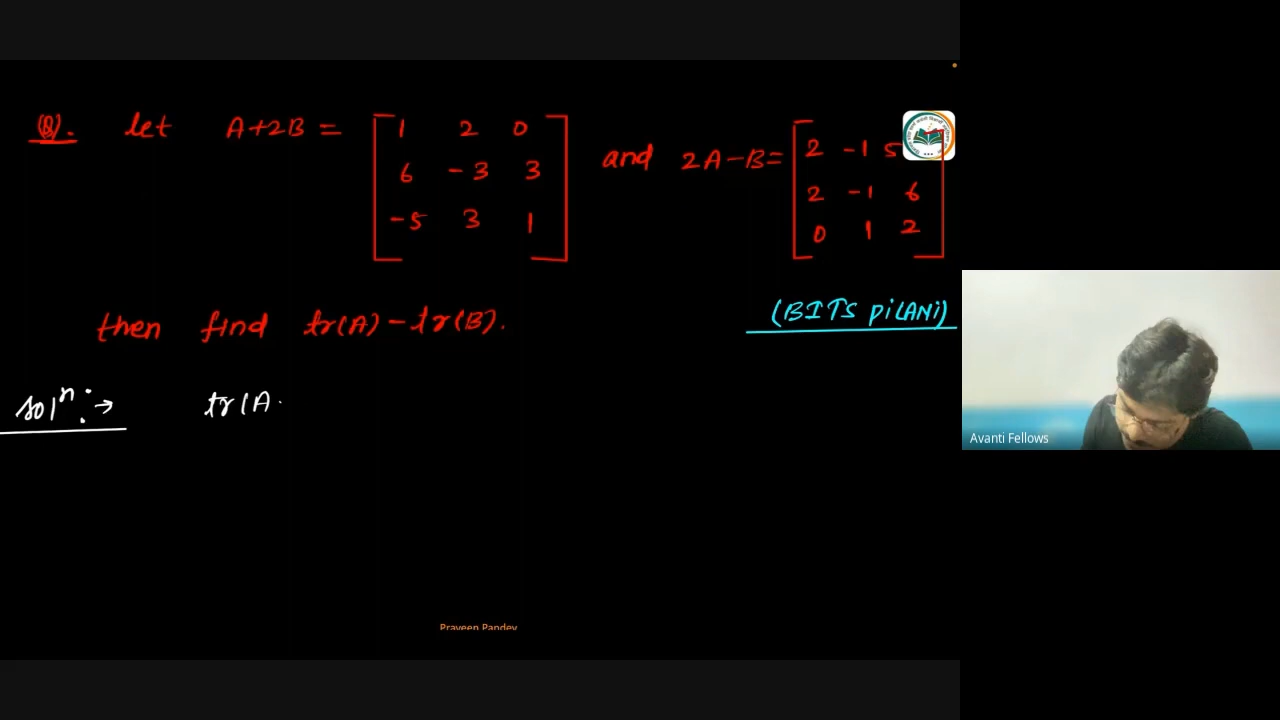 Q. let A+2B = [1 2 0 and 2A-B= [2 -1 5
6 -3 3 2 -1 6
-5 3 1] 0 1 2]
then find tr(A) - tr(B).
(BITS PILANI)
Solⁿ: → tr(A.
Avanti Fellows
Praveen Pandey